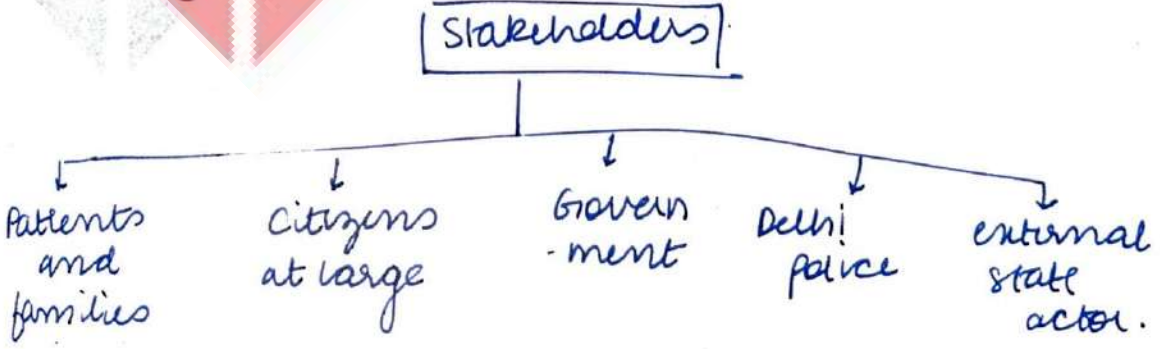 Stakeholders
Patients
and
families
Citizens
at large
Govern
-ment
Delhi
police
external
state
actor.